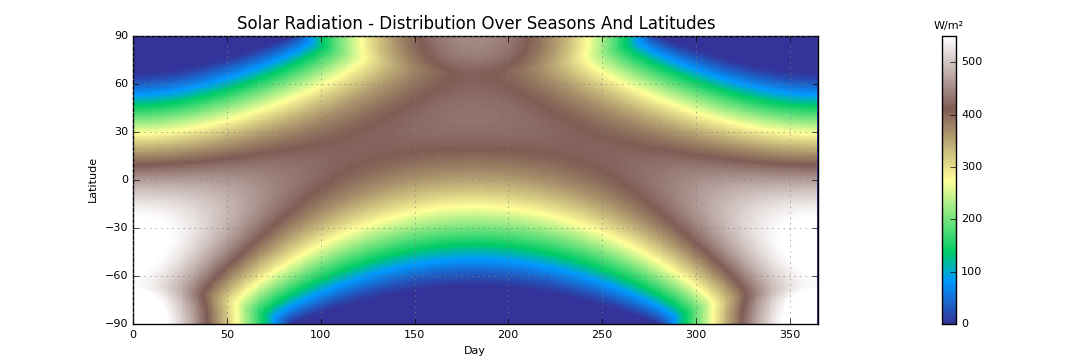 Solar Radiation - Distribution Over Seasons And Latitudes
W/m²
90
60
30
0
−30
−60
−90
Latitude
0 50 100 150 200 250 300 350
Day
500
400
300
200
100
0